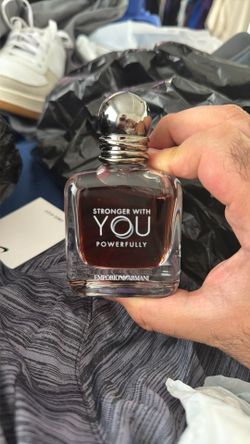 STRONGER WITH
YOU
POWERFULLY
EMPORIO ARMANI